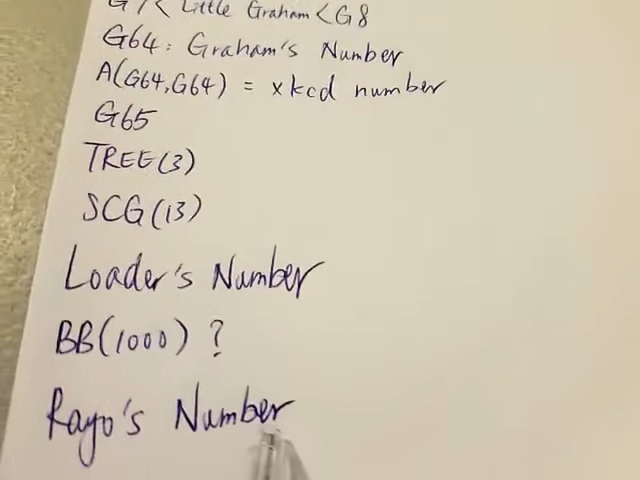 G7 < Little Graham < G8
G64 : Graham's Number
A(G64, G64) = xkcd number
G65
TREE(3)
SCG(13)
Loader's Number
BB(1000) ?
Rayo's Number